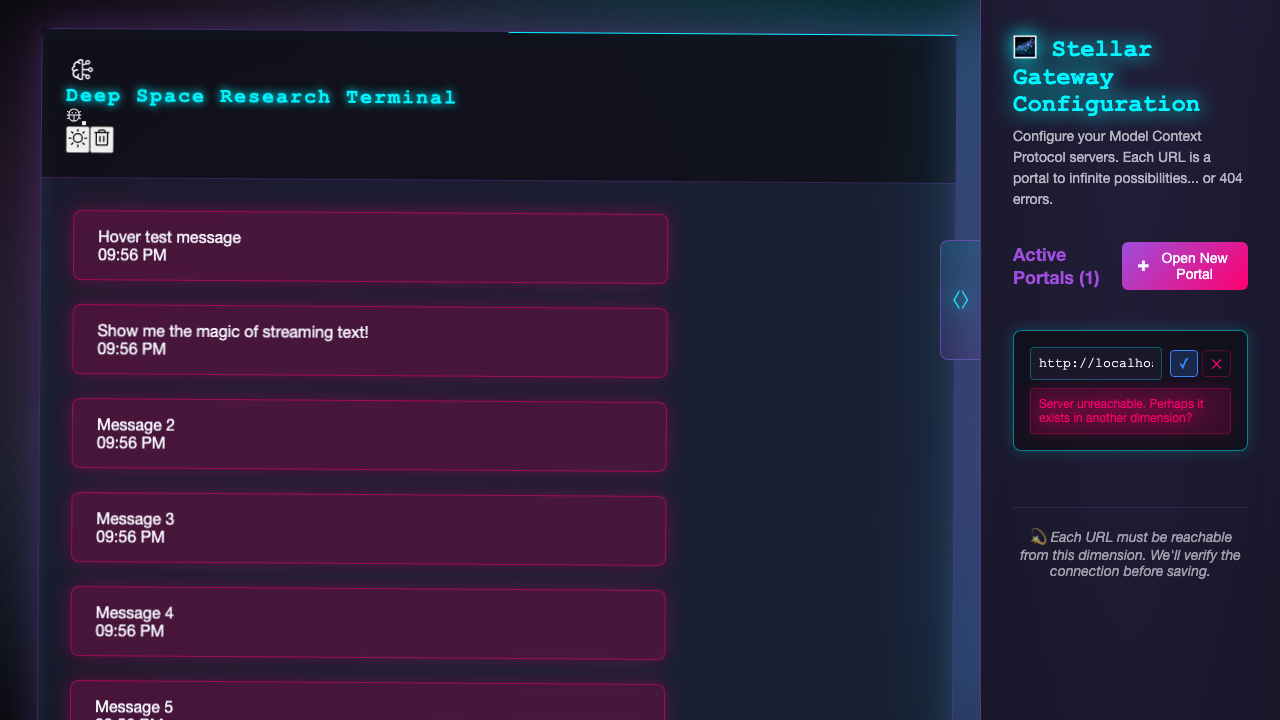 Deep Space Research Terminal
Hover test message
09:56 PM
Show me the magic of streaming text!
09:56 PM
Message 2
09:56 PM
Message 3
09:56 PM
Message 4
09:56 PM
Message 5
Stellar
Gateway
Configuration
Configure your Model Context
Protocol servers. Each URL is a
portal to infinite possibilities... or 404
errors.
Active
Portals (1)
Open New
Portal
http://localho
Server unreachable. Perhaps it
exists in another dimension?
Each URL must be reachable
from this dimension. We'll verify the
connection before saving.